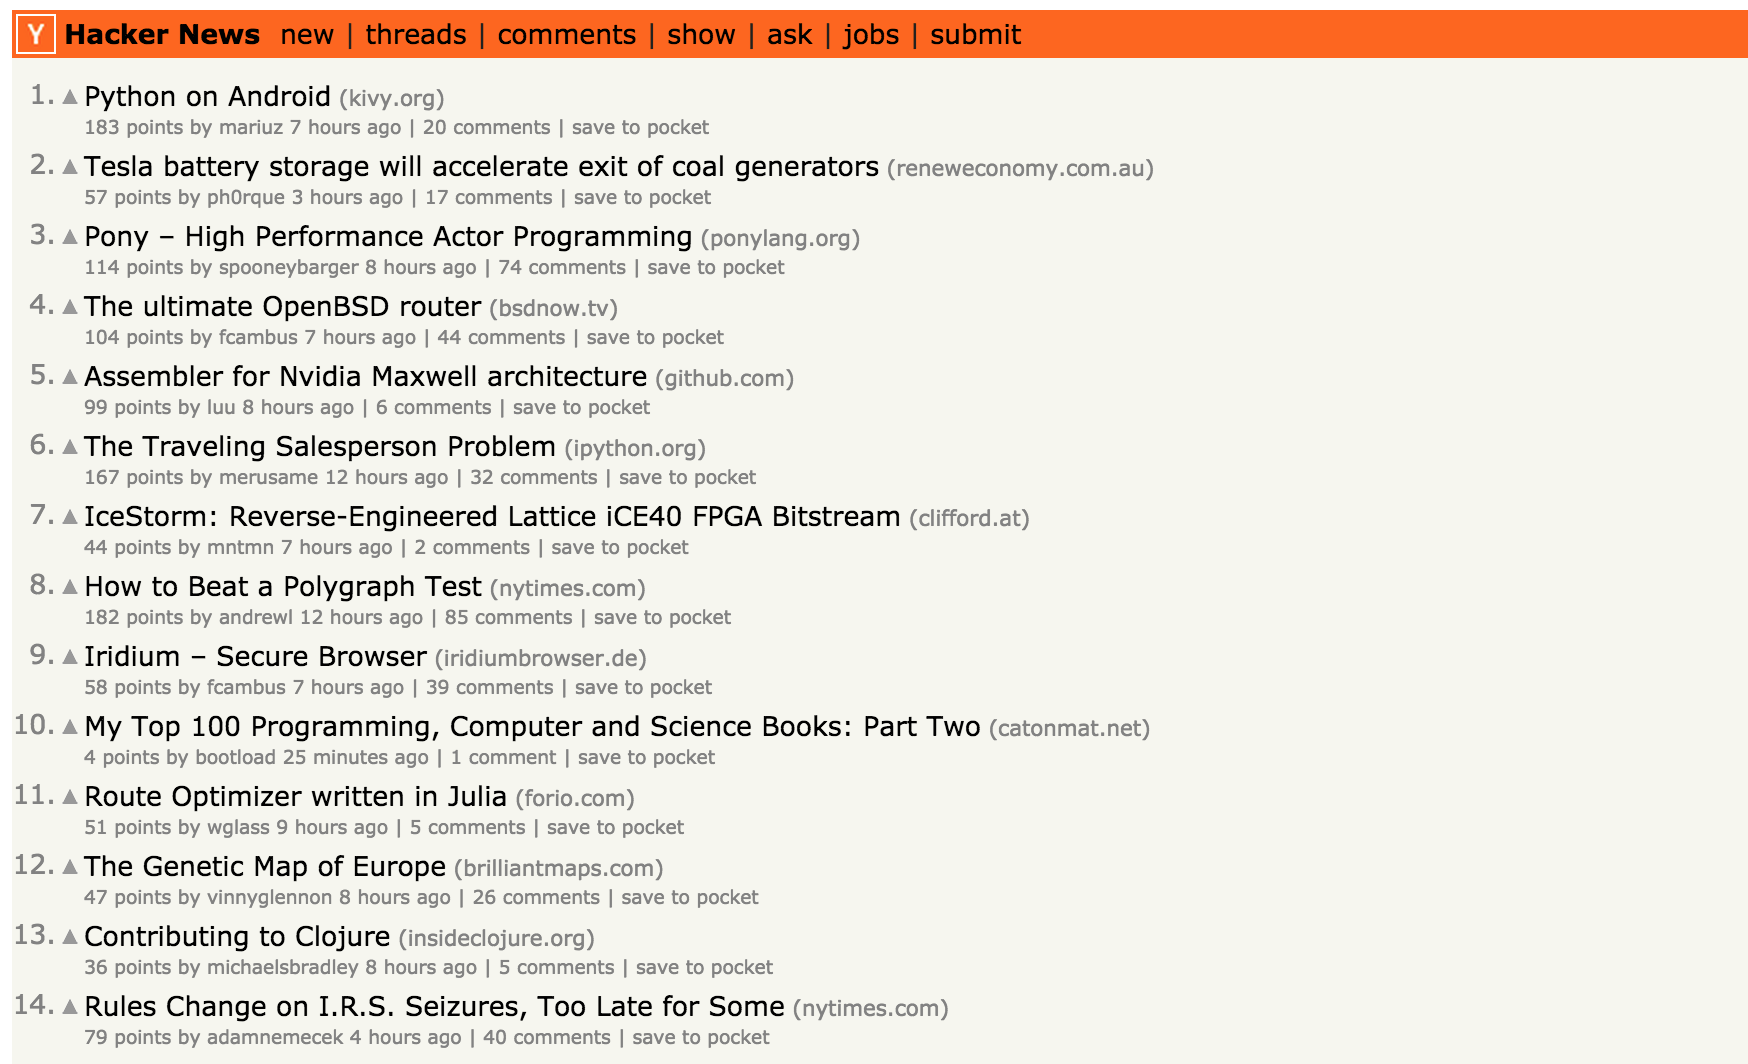 Y Hacker News new | threads | comments | show | ask | jobs | submit
1. ▲ Python on Android (kivy.org)
183 points by mariuz 7 hours ago | 20 comments | save to pocket
2. ▲ Tesla battery storage will accelerate exit of coal generators (reneweconomy.com.au)
57 points by ph0rque 3 hours ago | 17 comments | save to pocket
3. ▲ Pony – High Performance Actor Programming (ponylang.org)
114 points by spooneybarger 8 hours ago | 74 comments | save to pocket
4. ▲ The ultimate OpenBSD router (bsdnow.tv)
104 points by fcambus 7 hours ago | 44 comments | save to pocket
5. ▲ Assembler for Nvidia Maxwell architecture (github.com)
99 points by luu 8 hours ago | 6 comments | save to pocket
6. ▲ The Traveling Salesperson Problem (ipython.org)
167 points by merusame 12 hours ago | 32 comments | save to pocket
7. ▲ IceStorm: Reverse-Engineered Lattice iCE40 FPGA Bitstream (clifford.at)
44 points by mntmn 7 hours ago | 2 comments | save to pocket
8. ▲ How to Beat a Polygraph Test (nytimes.com)
182 points by andrewl 12 hours ago | 85 comments | save to pocket
9. ▲ Iridium – Secure Browser (iridiumbrowser.de)
58 points by fcambus 7 hours ago | 39 comments | save to pocket
10. ▲ My Top 100 Programming, Computer and Science Books: Part Two (catonmat.net)
4 points by bootload 25 minutes ago | 1 comment | save to pocket
11. ▲ Route Optimizer written in Julia (forio.com)
51 points by wglass 9 hours ago | 5 comments | save to pocket
12. ▲ The Genetic Map of Europe (brilliantmaps.com)
47 points by vinnyglennon 8 hours ago | 26 comments | save to pocket
13. ▲ Contributing to Clojure (insideclojure.org)
36 points by michaelsbradley 8 hours ago | 5 comments | save to pocket
14. ▲ Rules Change on I.R.S. Seizures, Too Late for Some (nytimes.com)
79 points by adamnemecek 4 hours ago | 40 comments | save to pocket